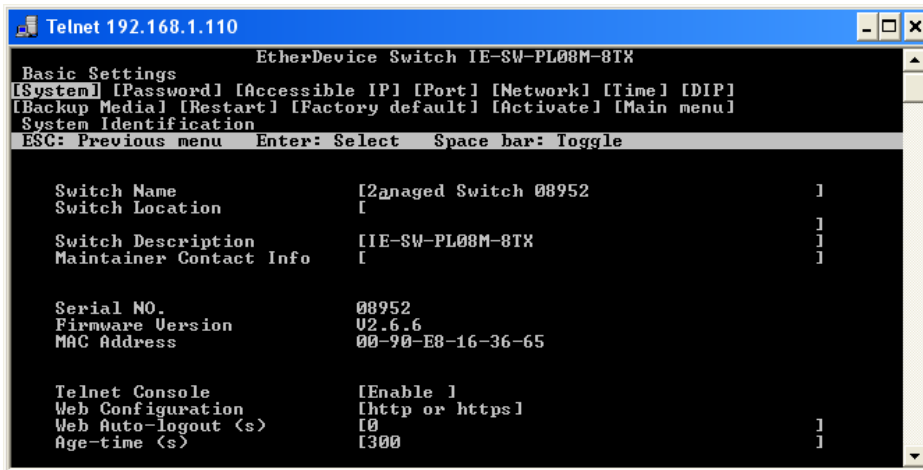 Telnet 192.168.1.110
EtherDevice Switch IE-SW-PL08M-8TX
Basic Settings
[System] [Password] [Accessible IP] [Port] [Network] [Time] [DIP]
[Backup Media] [Restart] [Factory default] [Activate] [Main menu]
System Identification
ESC: Previous menu Enter: Select Space bar: Toggle
Switch Name [2anaged Switch 08952 ]
Switch Location [
]
Switch Description [IE-SW-PL08M-8TX ]
Maintainer Contact Info [ ]
Serial NO. 08952
Firmware Version V2.6.6
MAC Address 00-90-E8-16-36-65
Telnet Console [Enable ]
Web Configuration [http or https]
Web Auto-logout (s) [0 ]
Age-time (s) [300 ]